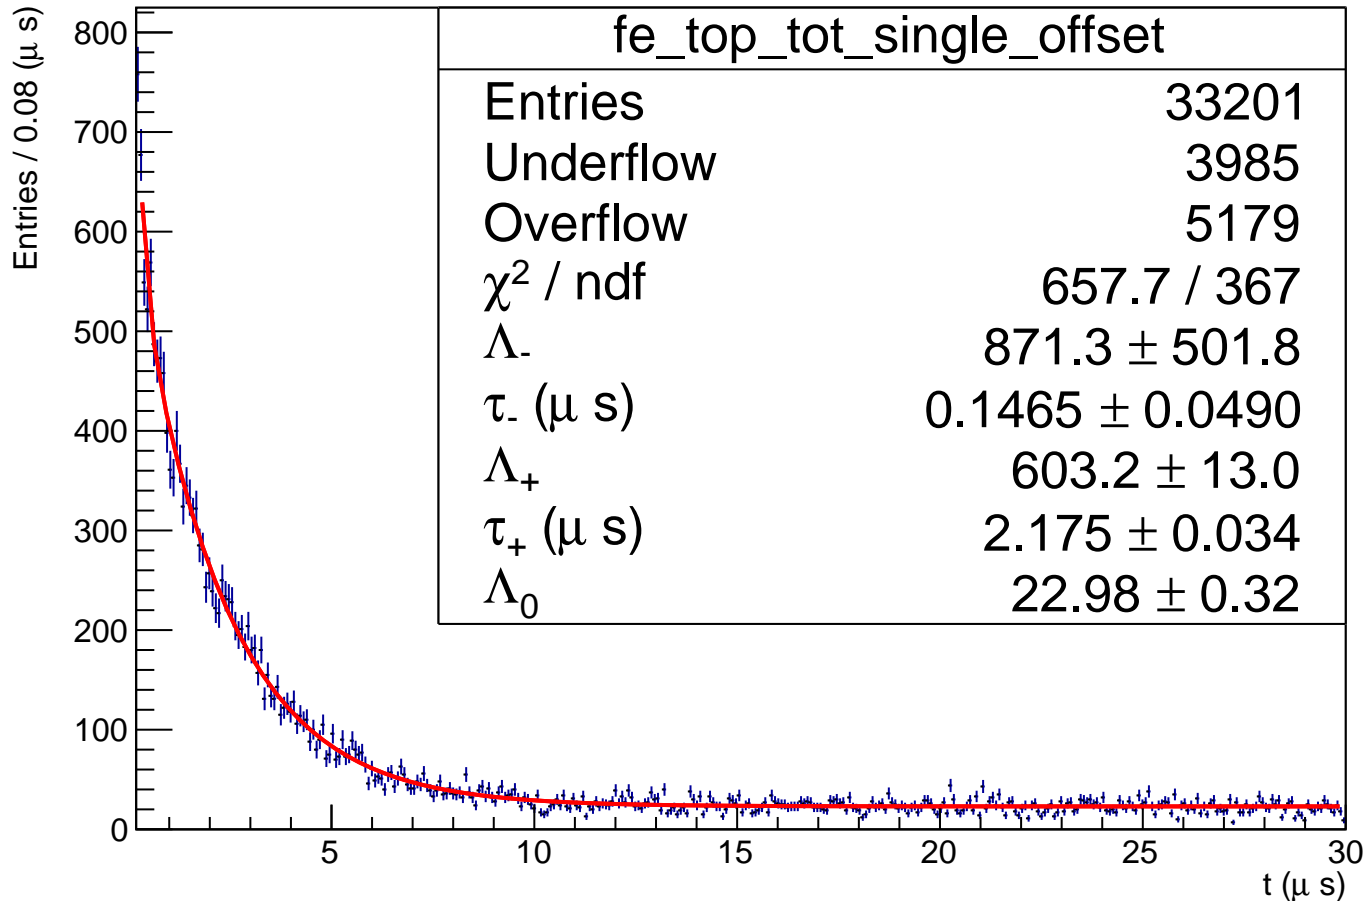 fe_top_tot_single_offset
Entries 33201
Underflow 3985
Overflow 5179
χ² / ndf 657.7 / 367
Λ₋ 871.3 ± 501.8
τ₋ (μ s) 0.1465 ± 0.0490
Λ₊ 603.2 ± 13.0
τ₊ (μ s) 2.175 ± 0.034
Λ₀ 22.98 ± 0.32
Entries / 0.08 (μ s)
800
700
600
500
400
300
200
100
0
5 10 15 20 25 30
t (μ s)